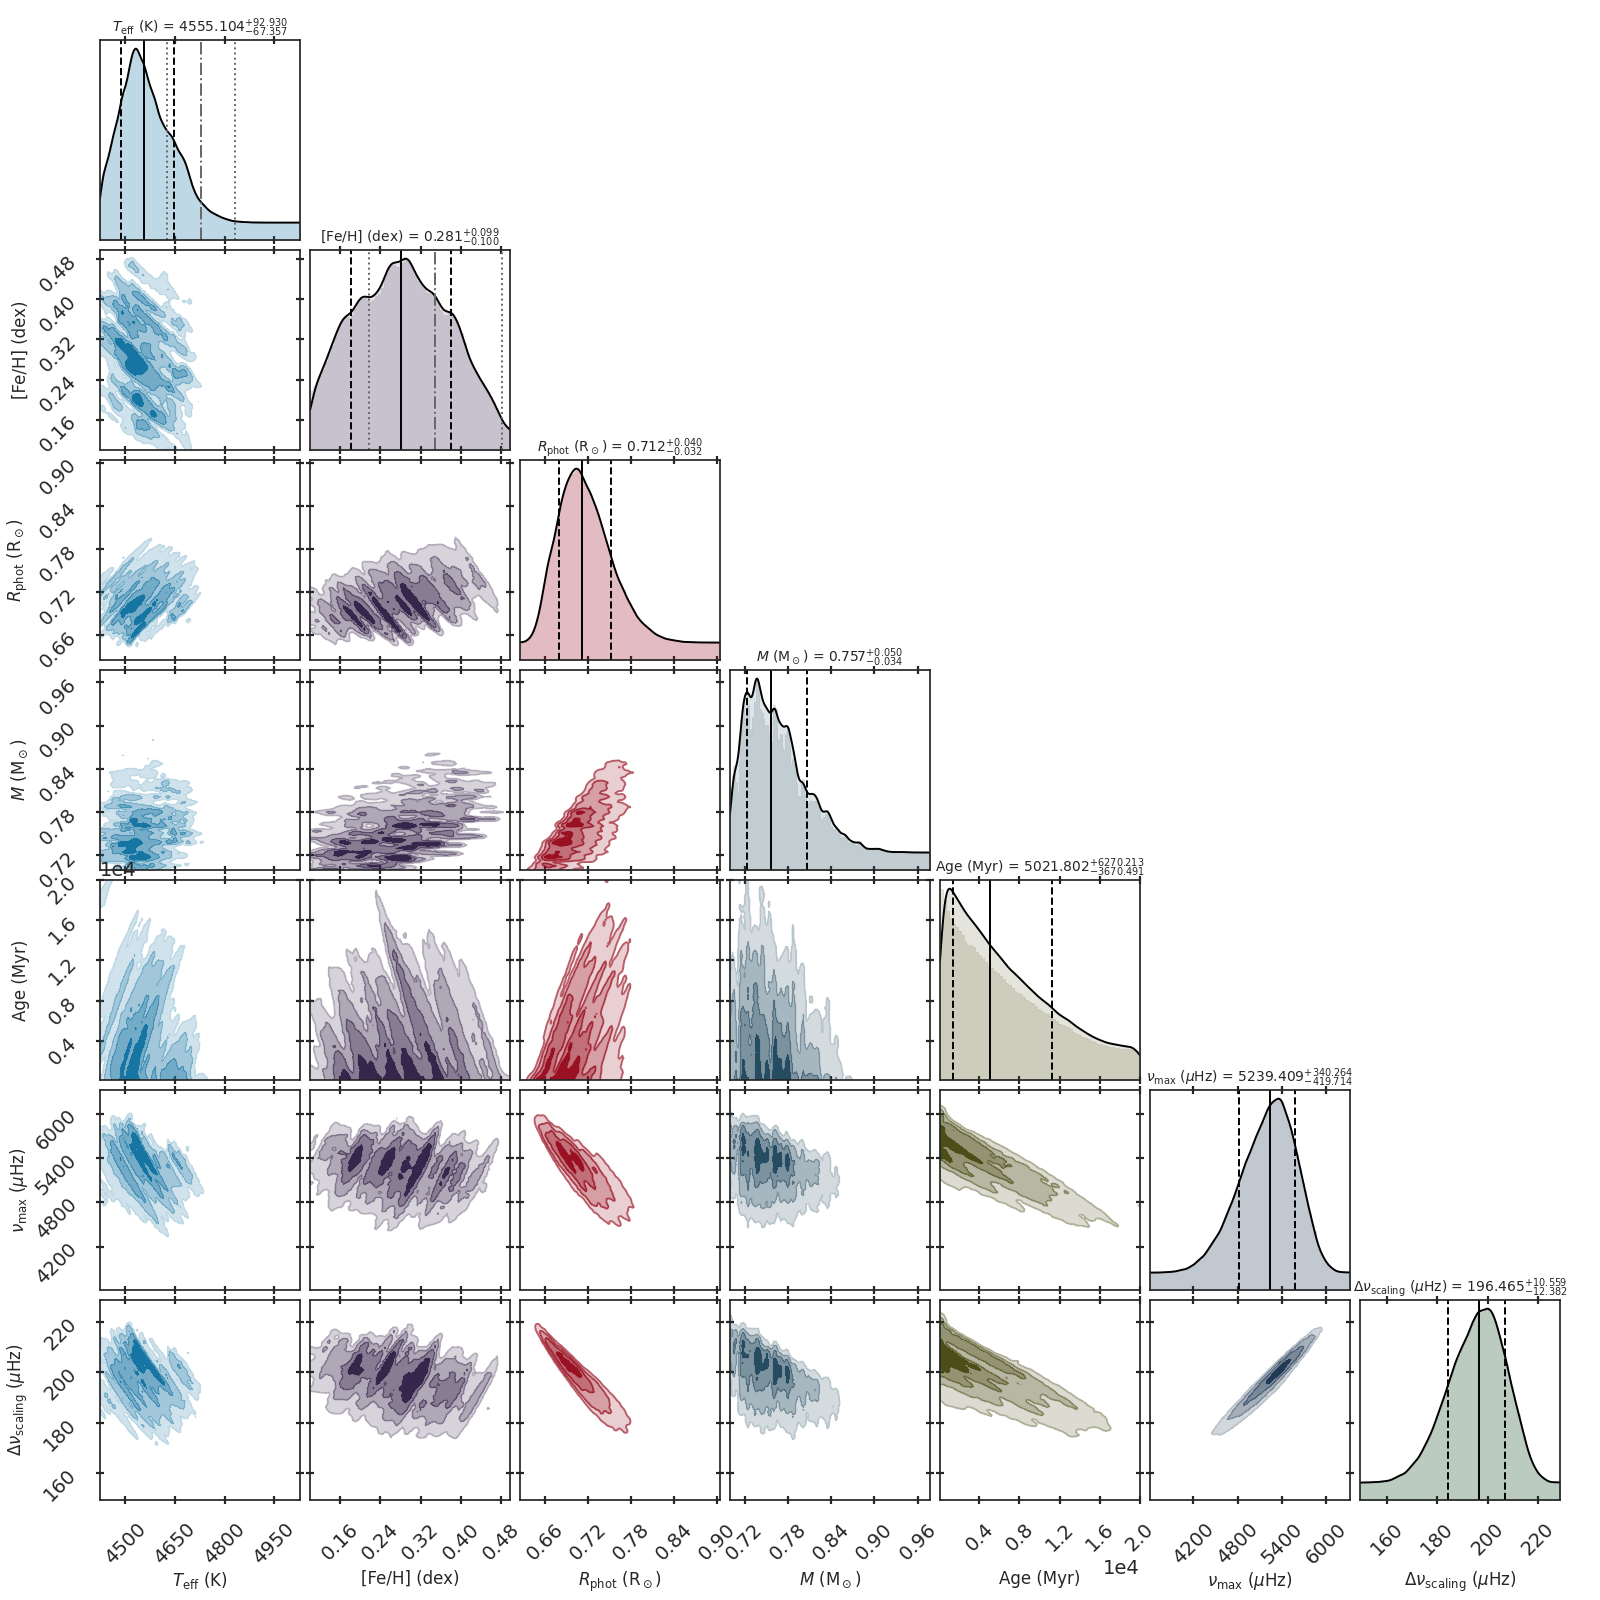 T_eff (K) = 4555.104 +92.930 −67.357
[Fe/H] (dex) = 0.281 +0.099 −0.100
0.48
0.40
0.32
0.24
0.16
[Fe/H] (dex)
R_phot (R⊙) = 0.712 +0.040 −0.032
0.90
0.84
0.78
0.72
0.66
R_phot (R⊙)
M (M⊙) = 0.757 +0.050 −0.034
0.96
0.90
0.84
0.78
0.72
M (M⊙)
1e4
Age (Myr) = 5021.802 +6270.213 −3670.491
2.0
1.6
1.2
0.8
0.4
Age (Myr)
ν_max (μHz) = 5239.409 +340.264 −419.714
6000
5400
4800
4200
ν_max (μHz)
Δν_scaling (μHz) = 196.465 +10.559 −12.382
220
200
180
160
Δν_scaling (μHz)
4500 4650 4800 4950
0.16 0.24 0.32 0.40 0.48
0.66 0.72 0.78 0.84 0.90
0.72 0.78 0.84 0.90 0.96
0.4 0.8 1.2 1.6 2.0
4200 4800 5400 6000
160 180 200 220
1e4
T_eff (K) [Fe/H] (dex) R_phot (R⊙) M (M⊙) Age (Myr) ν_max (μHz) Δν_scaling (μHz)